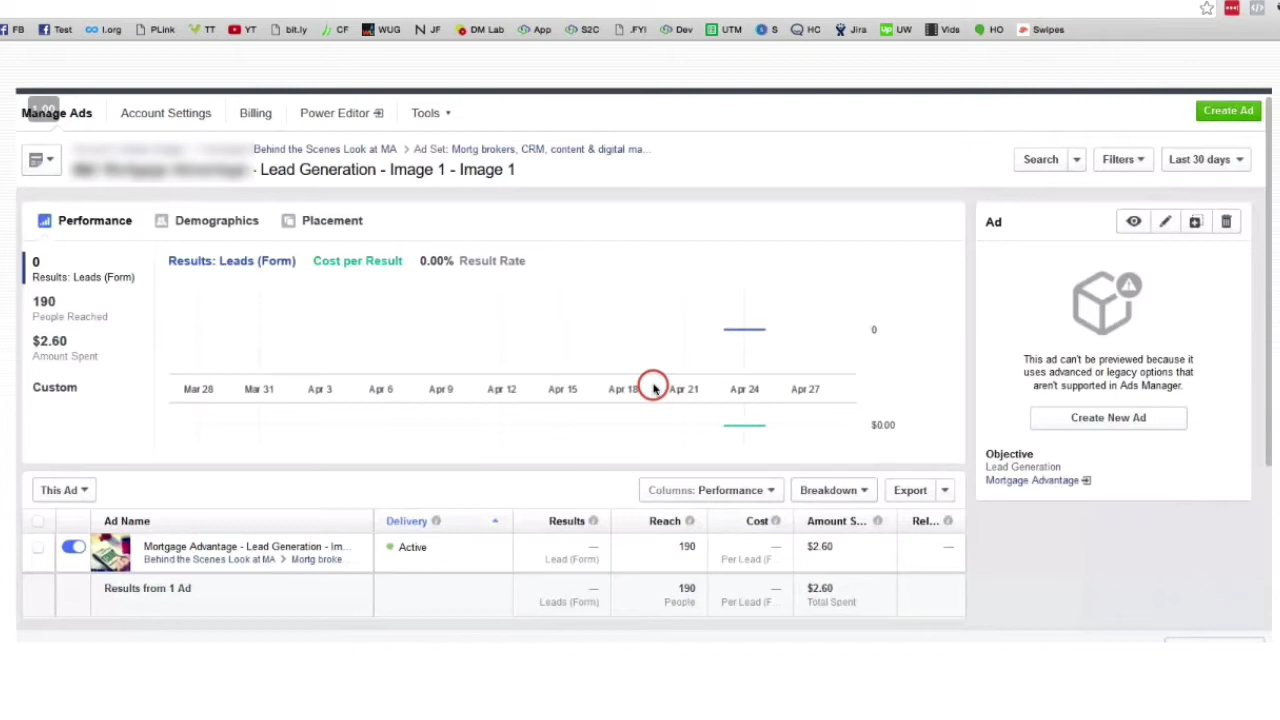 FB Test I.org PLink TT YT bit.ly CF WUG JF DM Lab App S2C .FYI Dev UTM S HC Jira UW Vids HO Swipes
Manage Ads Account Settings Billing Power Editor Tools Create Ad
Behind the Scenes Look at MA > Ad Set: Mortg brokers, CRM, content & digital ma...
- Lead Generation - Image 1 - Image 1
Search Filters Last 30 days
Performance Demographics Placement
0
Results: Leads (Form)
190
People Reached
$2.60
Amount Spent
Custom
Results: Leads (Form) Cost per Result 0.00% Result Rate
0
Mar 28 Mar 31 Apr 3 Apr 6 Apr 9 Apr 12 Apr 15 Apr 18 Apr 21 Apr 24 Apr 27
$0.00
Ad
This ad can't be previewed because it
uses advanced or legacy options that
aren't supported in Ads Manager.
Create New Ad
Objective
Lead Generation
Mortgage Advantage
This Ad Columns: Performance Breakdown Export
Ad Name Delivery Results Reach Cost Amount S... Rel...
Mortgage Advantage - Lead Generation - Im... Active — 190 — $2.60 —
Behind the Scenes Look at MA > Mortg broke Lead (Form) Per Lead (F
Results from 1 Ad — 190 — $2.60
Leads (Form) People Per Lead (F... Total Spent